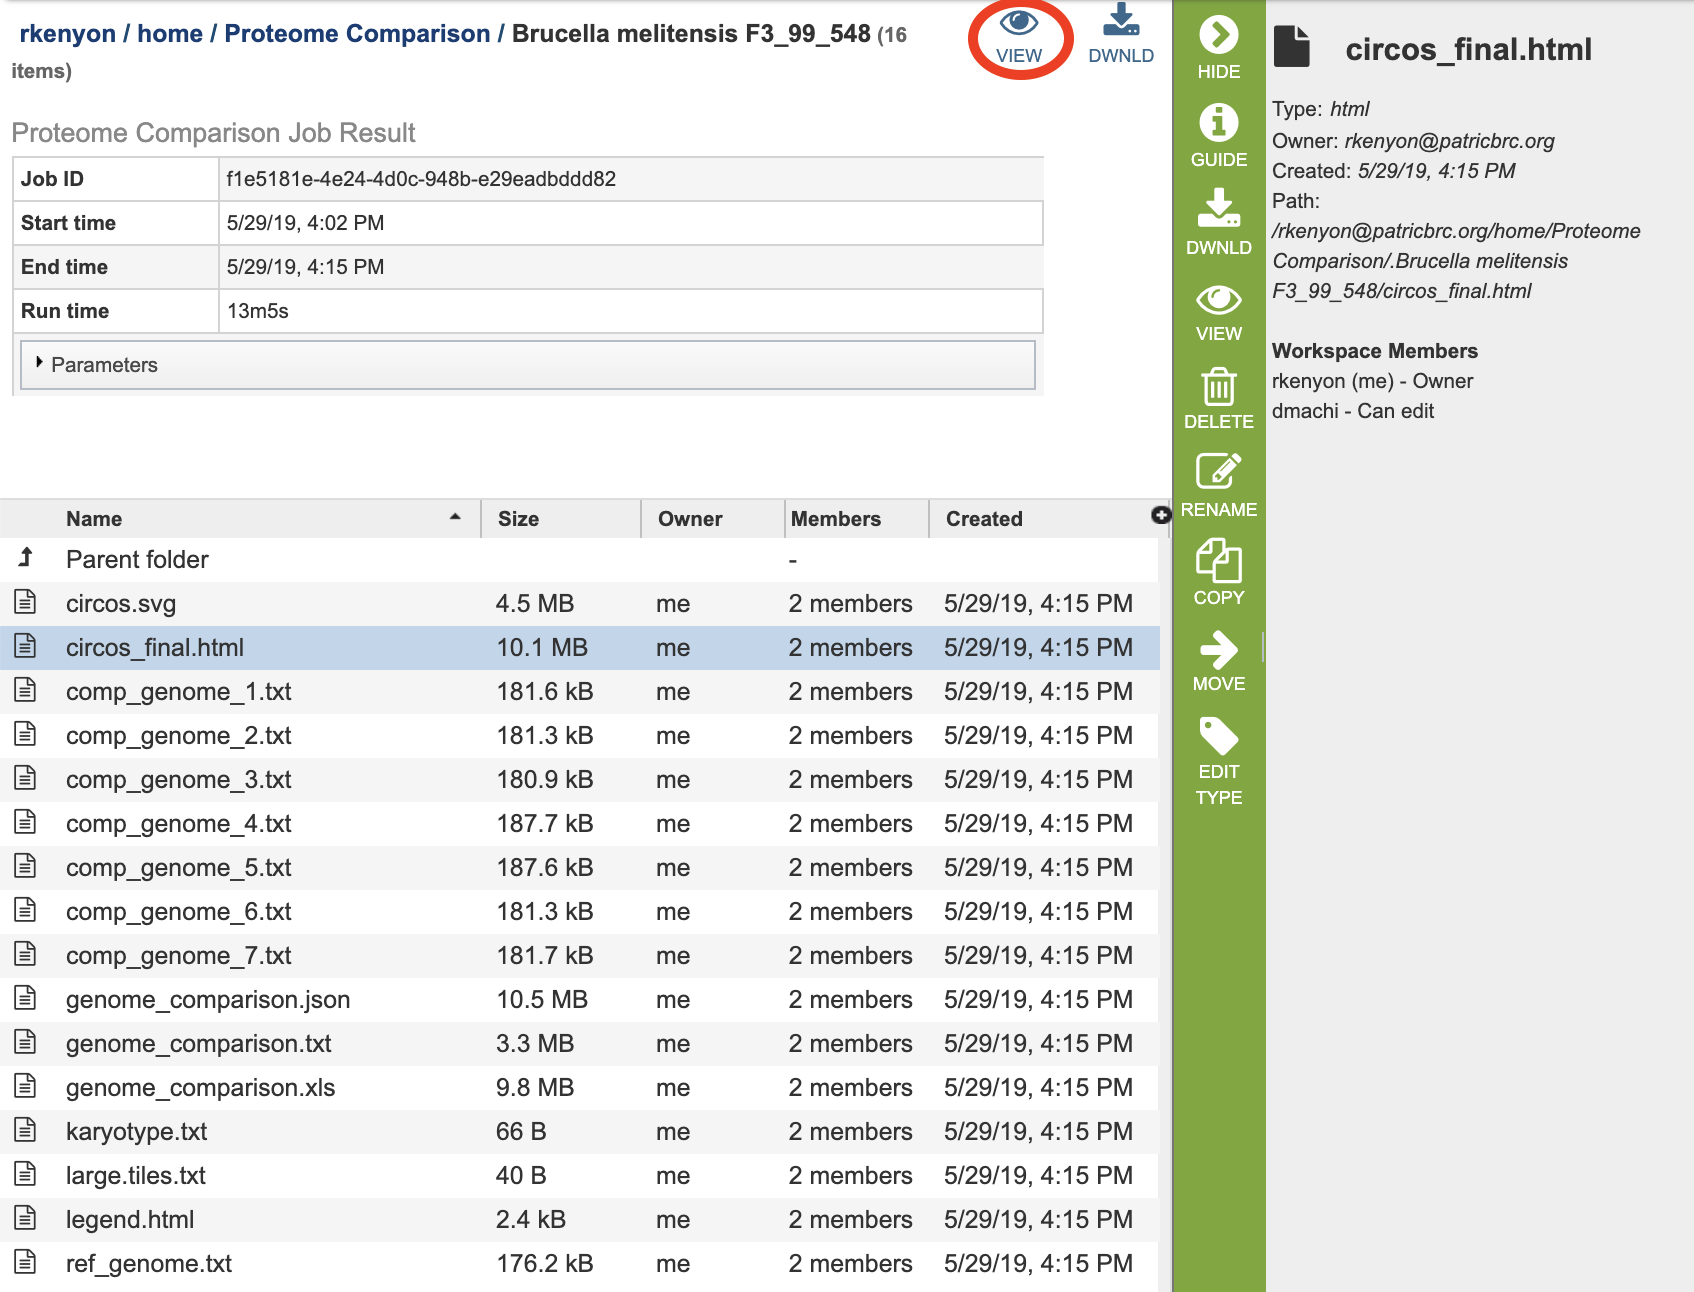 rkenyon / home / Proteome Comparison / Brucella melitensis F3_99_548 (16
items)
VIEW
DWNLD
Proteome Comparison Job Result
Job ID f1e5181e-4e24-4d0c-948b-e29eadbddd82
Start time 5/29/19, 4:02 PM
End time 5/29/19, 4:15 PM
Run time 13m5s
Parameters
Name Size Owner Members Created
Parent folder -
circos.svg 4.5 MB me 2 members 5/29/19, 4:15 PM
circos_final.html 10.1 MB me 2 members 5/29/19, 4:15 PM
comp_genome_1.txt 181.6 kB me 2 members 5/29/19, 4:15 PM
comp_genome_2.txt 181.3 kB me 2 members 5/29/19, 4:15 PM
comp_genome_3.txt 180.9 kB me 2 members 5/29/19, 4:15 PM
comp_genome_4.txt 187.7 kB me 2 members 5/29/19, 4:15 PM
comp_genome_5.txt 187.6 kB me 2 members 5/29/19, 4:15 PM
comp_genome_6.txt 181.3 kB me 2 members 5/29/19, 4:15 PM
comp_genome_7.txt 181.7 kB me 2 members 5/29/19, 4:15 PM
genome_comparison.json 10.5 MB me 2 members 5/29/19, 4:15 PM
genome_comparison.txt 3.3 MB me 2 members 5/29/19, 4:15 PM
genome_comparison.xls 9.8 MB me 2 members 5/29/19, 4:15 PM
karyotype.txt 66 B me 2 members 5/29/19, 4:15 PM
large.tiles.txt 40 B me 2 members 5/29/19, 4:15 PM
legend.html 2.4 kB me 2 members 5/29/19, 4:15 PM
ref_genome.txt 176.2 kB me 2 members 5/29/19, 4:15 PM
HIDE
GUIDE
DWNLD
VIEW
DELETE
RENAME
COPY
MOVE
EDIT
TYPE
circos_final.html
Type: html
Owner: rkenyon@patricbrc.org
Created: 5/29/19, 4:15 PM
Path:
/rkenyon@patricbrc.org/home/Proteome
Comparison/.Brucella melitensis
F3_99_548/circos_final.html
Workspace Members
rkenyon (me) - Owner
dmachi - Can edit